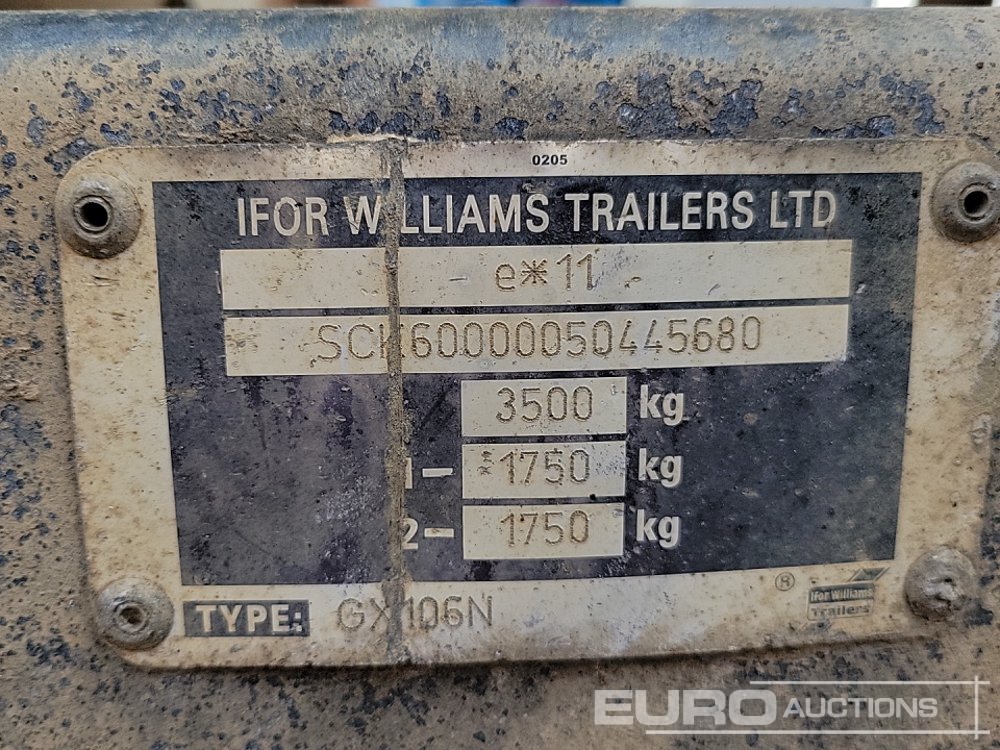 0205
IFOR WILLIAMS TRAILERS LTD
- e*11 -
SCK60000050445680
3500 kg
1- *1750 kg
2- 1750 kg
®
Ifor Williams
Trailers
TYPE: GX106N
EURO AUCTIONS